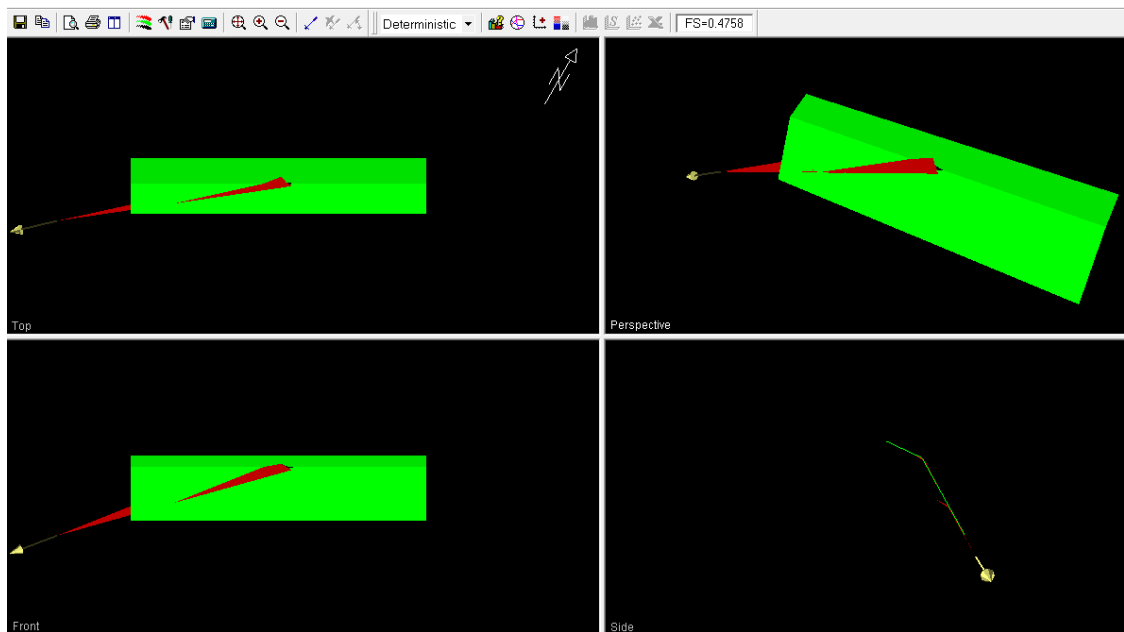 Deterministic FS=0.4758
N
Top
Perspective
Front
Side